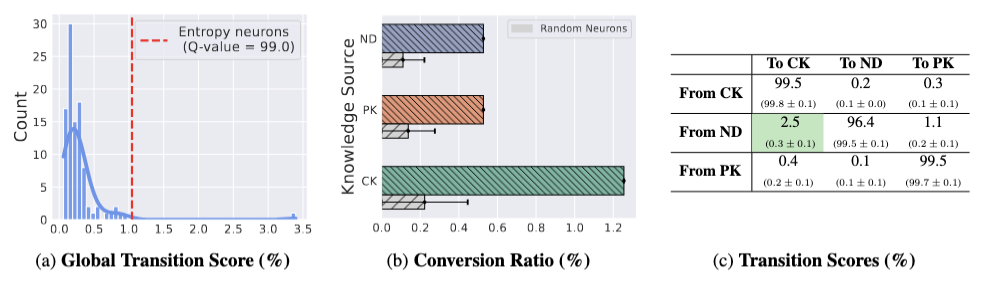 30
25
20
15
10
5
0
Count
Entropy neurons
(Q-value = 99.0)
0.0 0.5 1.0 1.5 2.0 2.5 3.0 3.5
(a) Global Transition Score (%)
Knowledge Source
ND
PK
CK
Random Neurons
0.0 0.2 0.4 0.6 0.8 1.0 1.2
(b) Conversion Ratio (%)
To CK To ND To PK
From CK 99.5 0.2 0.3
(99.8 ± 0.1) (0.1 ± 0.0) (0.1 ± 0.1)
From ND 2.5 96.4 1.1
(0.3 ± 0.1) (99.5 ± 0.1) (0.2 ± 0.1)
From PK 0.4 0.1 99.5
(0.2 ± 0.1) (0.1 ± 0.1) (99.7 ± 0.1)
(c) Transition Scores (%)